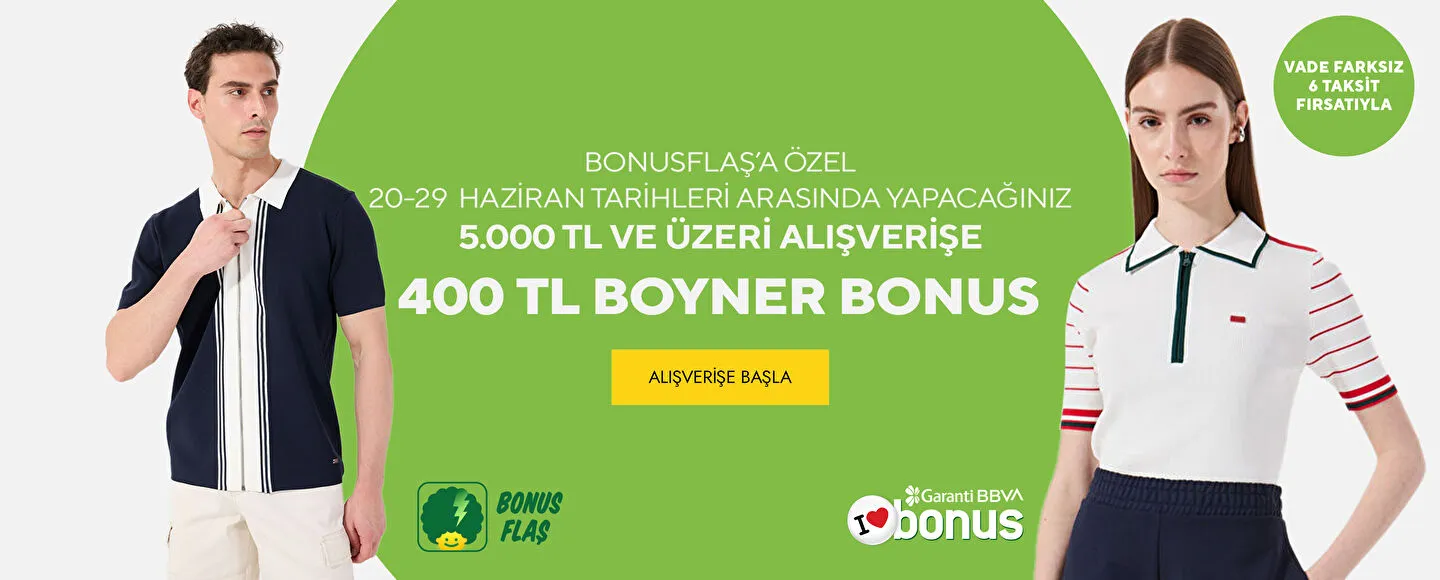 VADE FARKSIZ
6 TAKSİT
FIRSATIYLA
BONUSFLAŞ'A ÖZEL
20-29 HAZİRAN TARİHLERİ ARASINDA YAPACAĞINIZ
5.000 TL VE ÜZERİ ALIŞVERİŞE
400 TL BOYNER BONUS
ALIŞVERİŞE BAŞLA
BONUS
FLAŞ
Garanti BBVA
I bonus